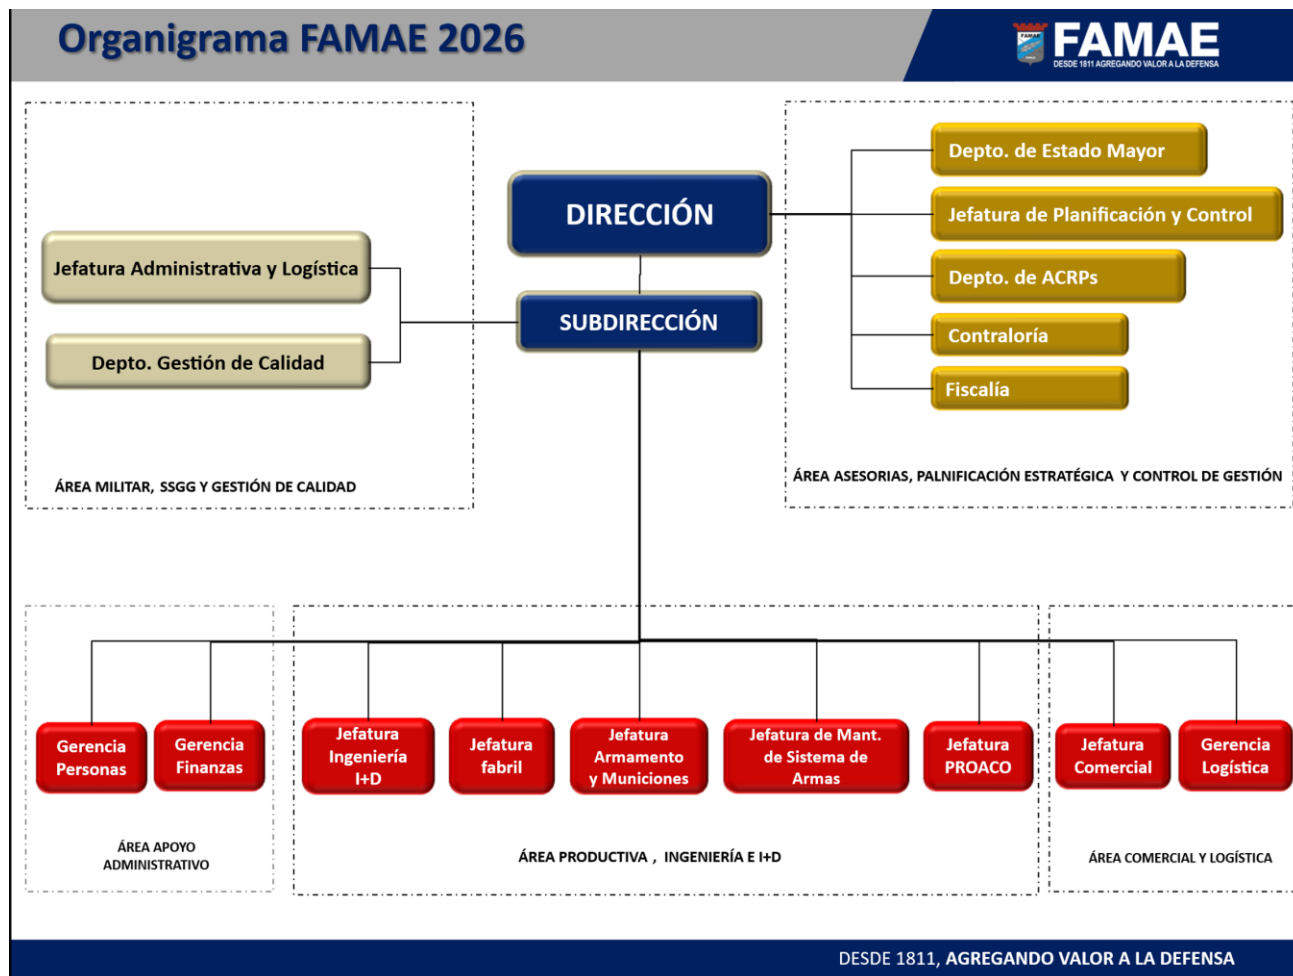 Organigrama FAMAE 2026
FAMAE
FAMAE
DESDE 1811 AGREGANDO VALOR A LA DEFENSA
DIRECCIÓN
SUBDIRECCIÓN
Jefatura Administrativa y Logística
Depto. Gestión de Calidad
ÁREA MILITAR, SSGG Y GESTIÓN DE CALIDAD
Depto. de Estado Mayor
Jefatura de Planificación y Control
Depto. de ACRPs
Contraloría
Fiscalía
ÁREA ASESORIAS, PALNIFICACIÓN ESTRATÉGICA Y CONTROL DE GESTIÓN
Gerencia
Personas
Gerencia
Finanzas
ÁREA APOYO
ADMINISTRATIVO
Jefatura
Ingeniería
I+D
Jefatura
fabril
Jefatura
Armamento
y Municiones
Jefatura de Mant.
de Sistema de
Armas
Jefatura
PROACO
ÁREA PRODUCTIVA , INGENIERÍA E I+D
Jefatura
Comercial
Gerencia
Logística
ÁREA COMERCIAL Y LOGÍSTICA
DESDE 1811, AGREGANDO VALOR A LA DEFENSA